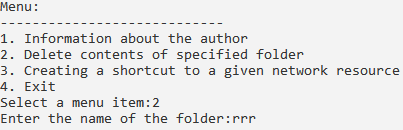 Menu:
----------------------------
1. Information about the author
2. Delete contents of specified folder
3. Creating a shortcut to a given network resource
4. Exit
Select a menu item:2
Enter the name of the folder:rrr